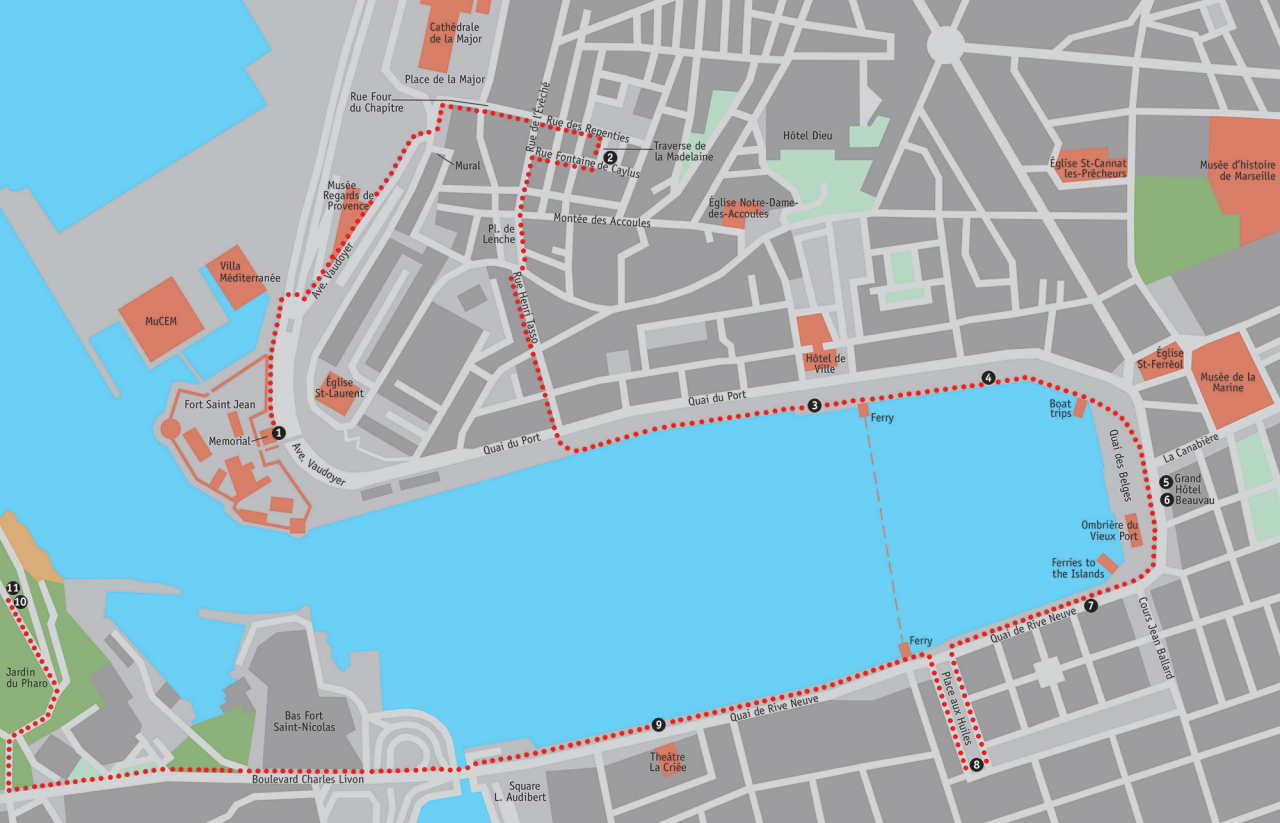 Cathédrale
de la Major
Place de la Major
Rue Four
du Chapitre
Rue de l'Évêché
Rue des Repenties
Traverse de
la Madelaine
2
Rue Fontaine de Caylus
Mural
Hôtel Dieu
Église St-Cannat
les-Prêcheurs
Musée d'histoire
de Marseille
Musée
Regards de
Provence
Église Notre-Dame-
des-Accoules
Montée des Accoules
Pl. de
Lenche
Ave. Vaudoyer
Villa
Méditerranée
MuCEM
Rue Henri Tasso
Hôtel de
Ville
Église
St-Ferréol
Musée de la
Marine
Église
St-Laurent
Fort Saint Jean
Memorial
1
Ave. Vaudoyer
Quai du Port
Quai du Port
3
4
Ferry
Boat
trips
Quai des Belges
La Canabière
5
6
Grand
Hôtel
Beauvau
Ombrière du
Vieux Port
Ferries to
the Islands
7
Quai de Rive Neuve
Cours Jean Ballard
11
10
Jardin
du Pharo
Ferry
Place aux Huiles
8
Bas Fort
Saint-Nicolas
9
Quai de Rive Neuve
Théâtre
La Criée
Boulevard Charles Livon
Square
L. Audibert